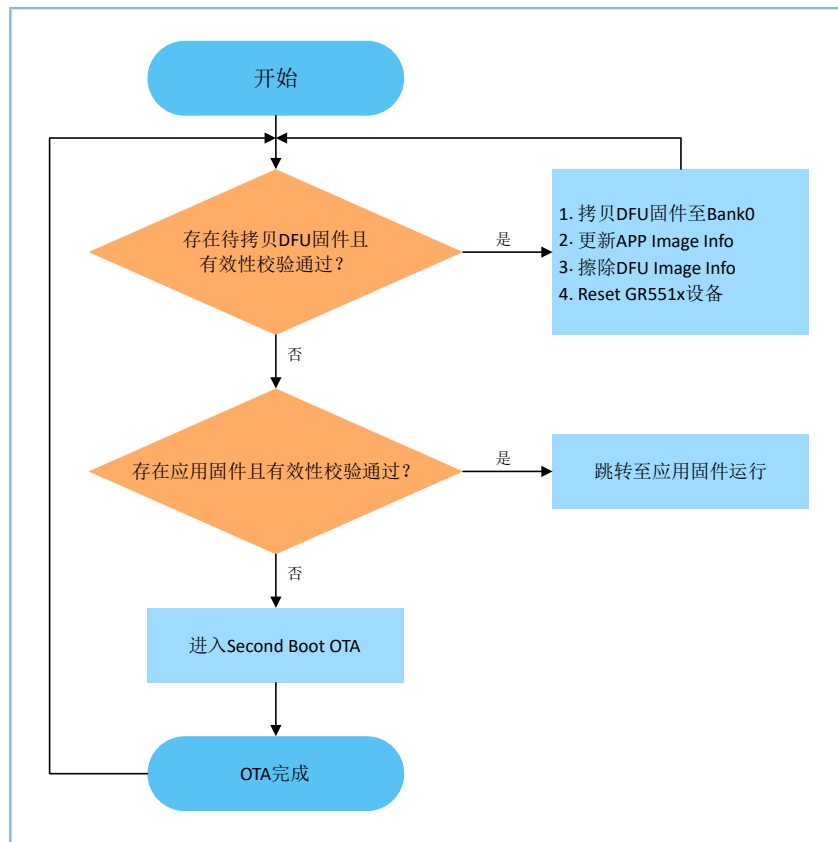 开始
存在待拷贝DFU固件且
有效性校验通过？
是
1. 拷贝DFU固件至Bank0
2. 更新APP Image Info
3. 擦除DFU Image Info
4. Reset GR551x设备
否
存在应用固件且有效性校验通过？
是
跳转至应用固件运行
否
进入Second Boot OTA
OTA完成